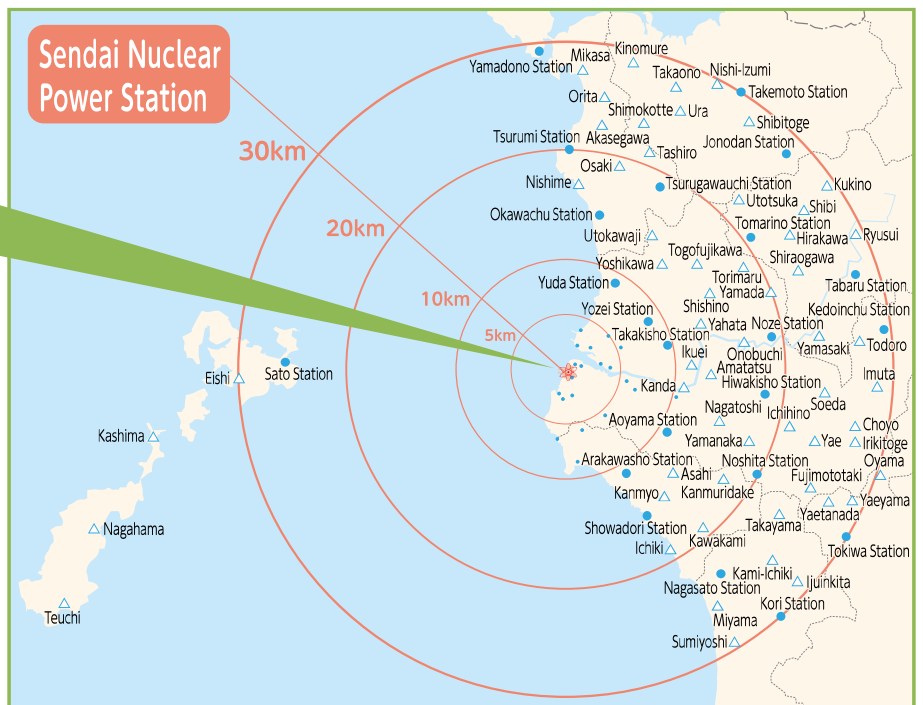 Sendai Nuclear
Power Station
30km
20km
10km
5km
Kinomure
Mikasa
Yamadono Station
Takaono
Nishi-Izumi
Takemoto Station
Orita
Shimokotte
Ura
Akasegawa
Shibitoge
Tsurumi Station
Jonodan Station
Tashiro
Osaki
Nishime
Tsurugawauchi Station
Kukino
Utotsuka
Shibi
Okawachu Station
Tomarino Station
Utokawaji
Hirakawa
Ryusui
Togofujikawa
Shiraogawa
Yoshikawa
Torimaru
Yuda Station
Yamada
Tabaru Station
Shishino
Yozei Station
Kedoinchu Station
Yahata
Noze Station
Takakisho Station
Yamasaki
Todoro
Ikuei
Onobuchi
Amatatsu
Eishi
Sato Station
Imuta
Kanda
Hiwakisho Station
Soeda
Nagatoshi
Ichihino
Aoyama Station
Choyo
Kashima
Yamanaka
Yae
Irikitoge
Arakawasho Station
Noshita Station
Oyama
Asahi
Fujimototaki
Kanmyo
Kanmuridake
Yaeyama
Yaetanada
Nagahama
Showadori Station
Takayama
Kawakami
Ichiki
Tokiwa Station
Kami-Ichiki
Ijuinkita
Nagasato Station
Teuchi
Kori Station
Miyama
Sumiyoshi